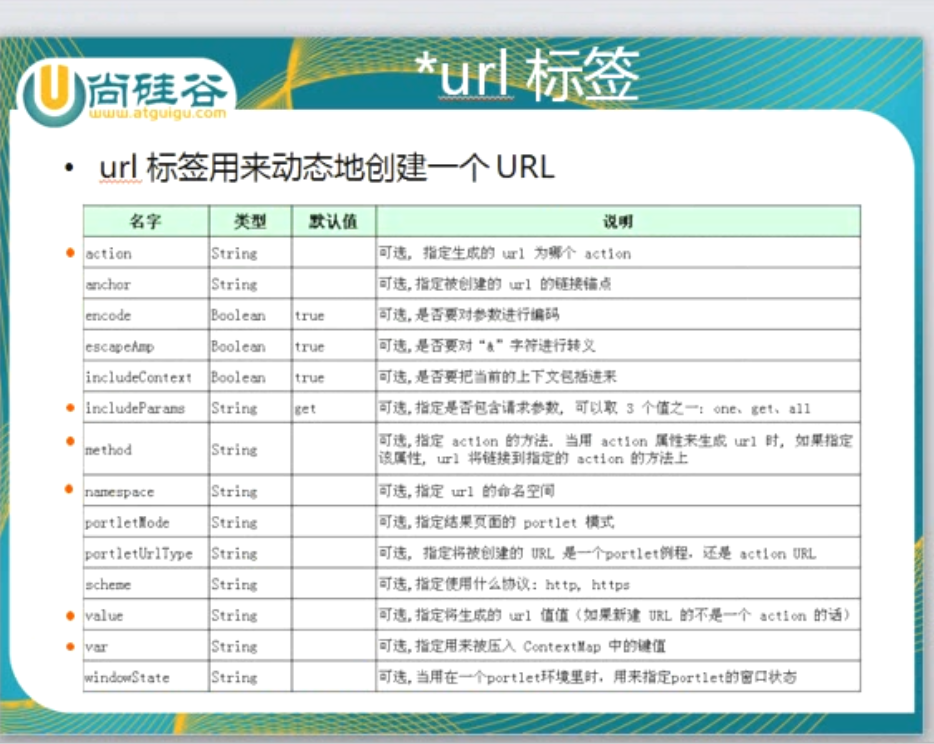 尚硅谷
www.atguigu.com
*url 标签
• url 标签用来动态地创建一个 URL
名字 类型 默认值 说明
action String 可选, 指定生成的 url 为哪个 action
anchor String 可选,指定被创建的 url 的链接锚点
encode Boolean true 可选,是否要对参数进行编码
escapeAmp Boolean true 可选,是否要对“&”字符进行转义
includeContext Boolean true 可选,是否要把当前的上下文包括进来
includeParams String get 可选,指定是否包含请求参数, 可以取 3 个值之一: one、get、all
method String 可选,指定 action 的方法. 当用 action 属性来生成 url 时, 如果指定
该属性, url 将链接到指定的 action 的方法上
namespace String 可选,指定 url 的命名空间
portletMode String 可选,指定结果页面的 portlet 模式
portletUrlType String 可选, 指定将被创建的 URL 是一个portlet例程, 还是 action URL
scheme String 可选,指定使用什么协议: http, https
value String 可选,指定将生成的 url 值值（如果新建 URL 的不是一个 action 的话）
var String 可选,指定用来被压入 ContextMap 中的键值
windowState String 可选,当用在一个portlet环境里时, 用来指定portlet的窗口状态